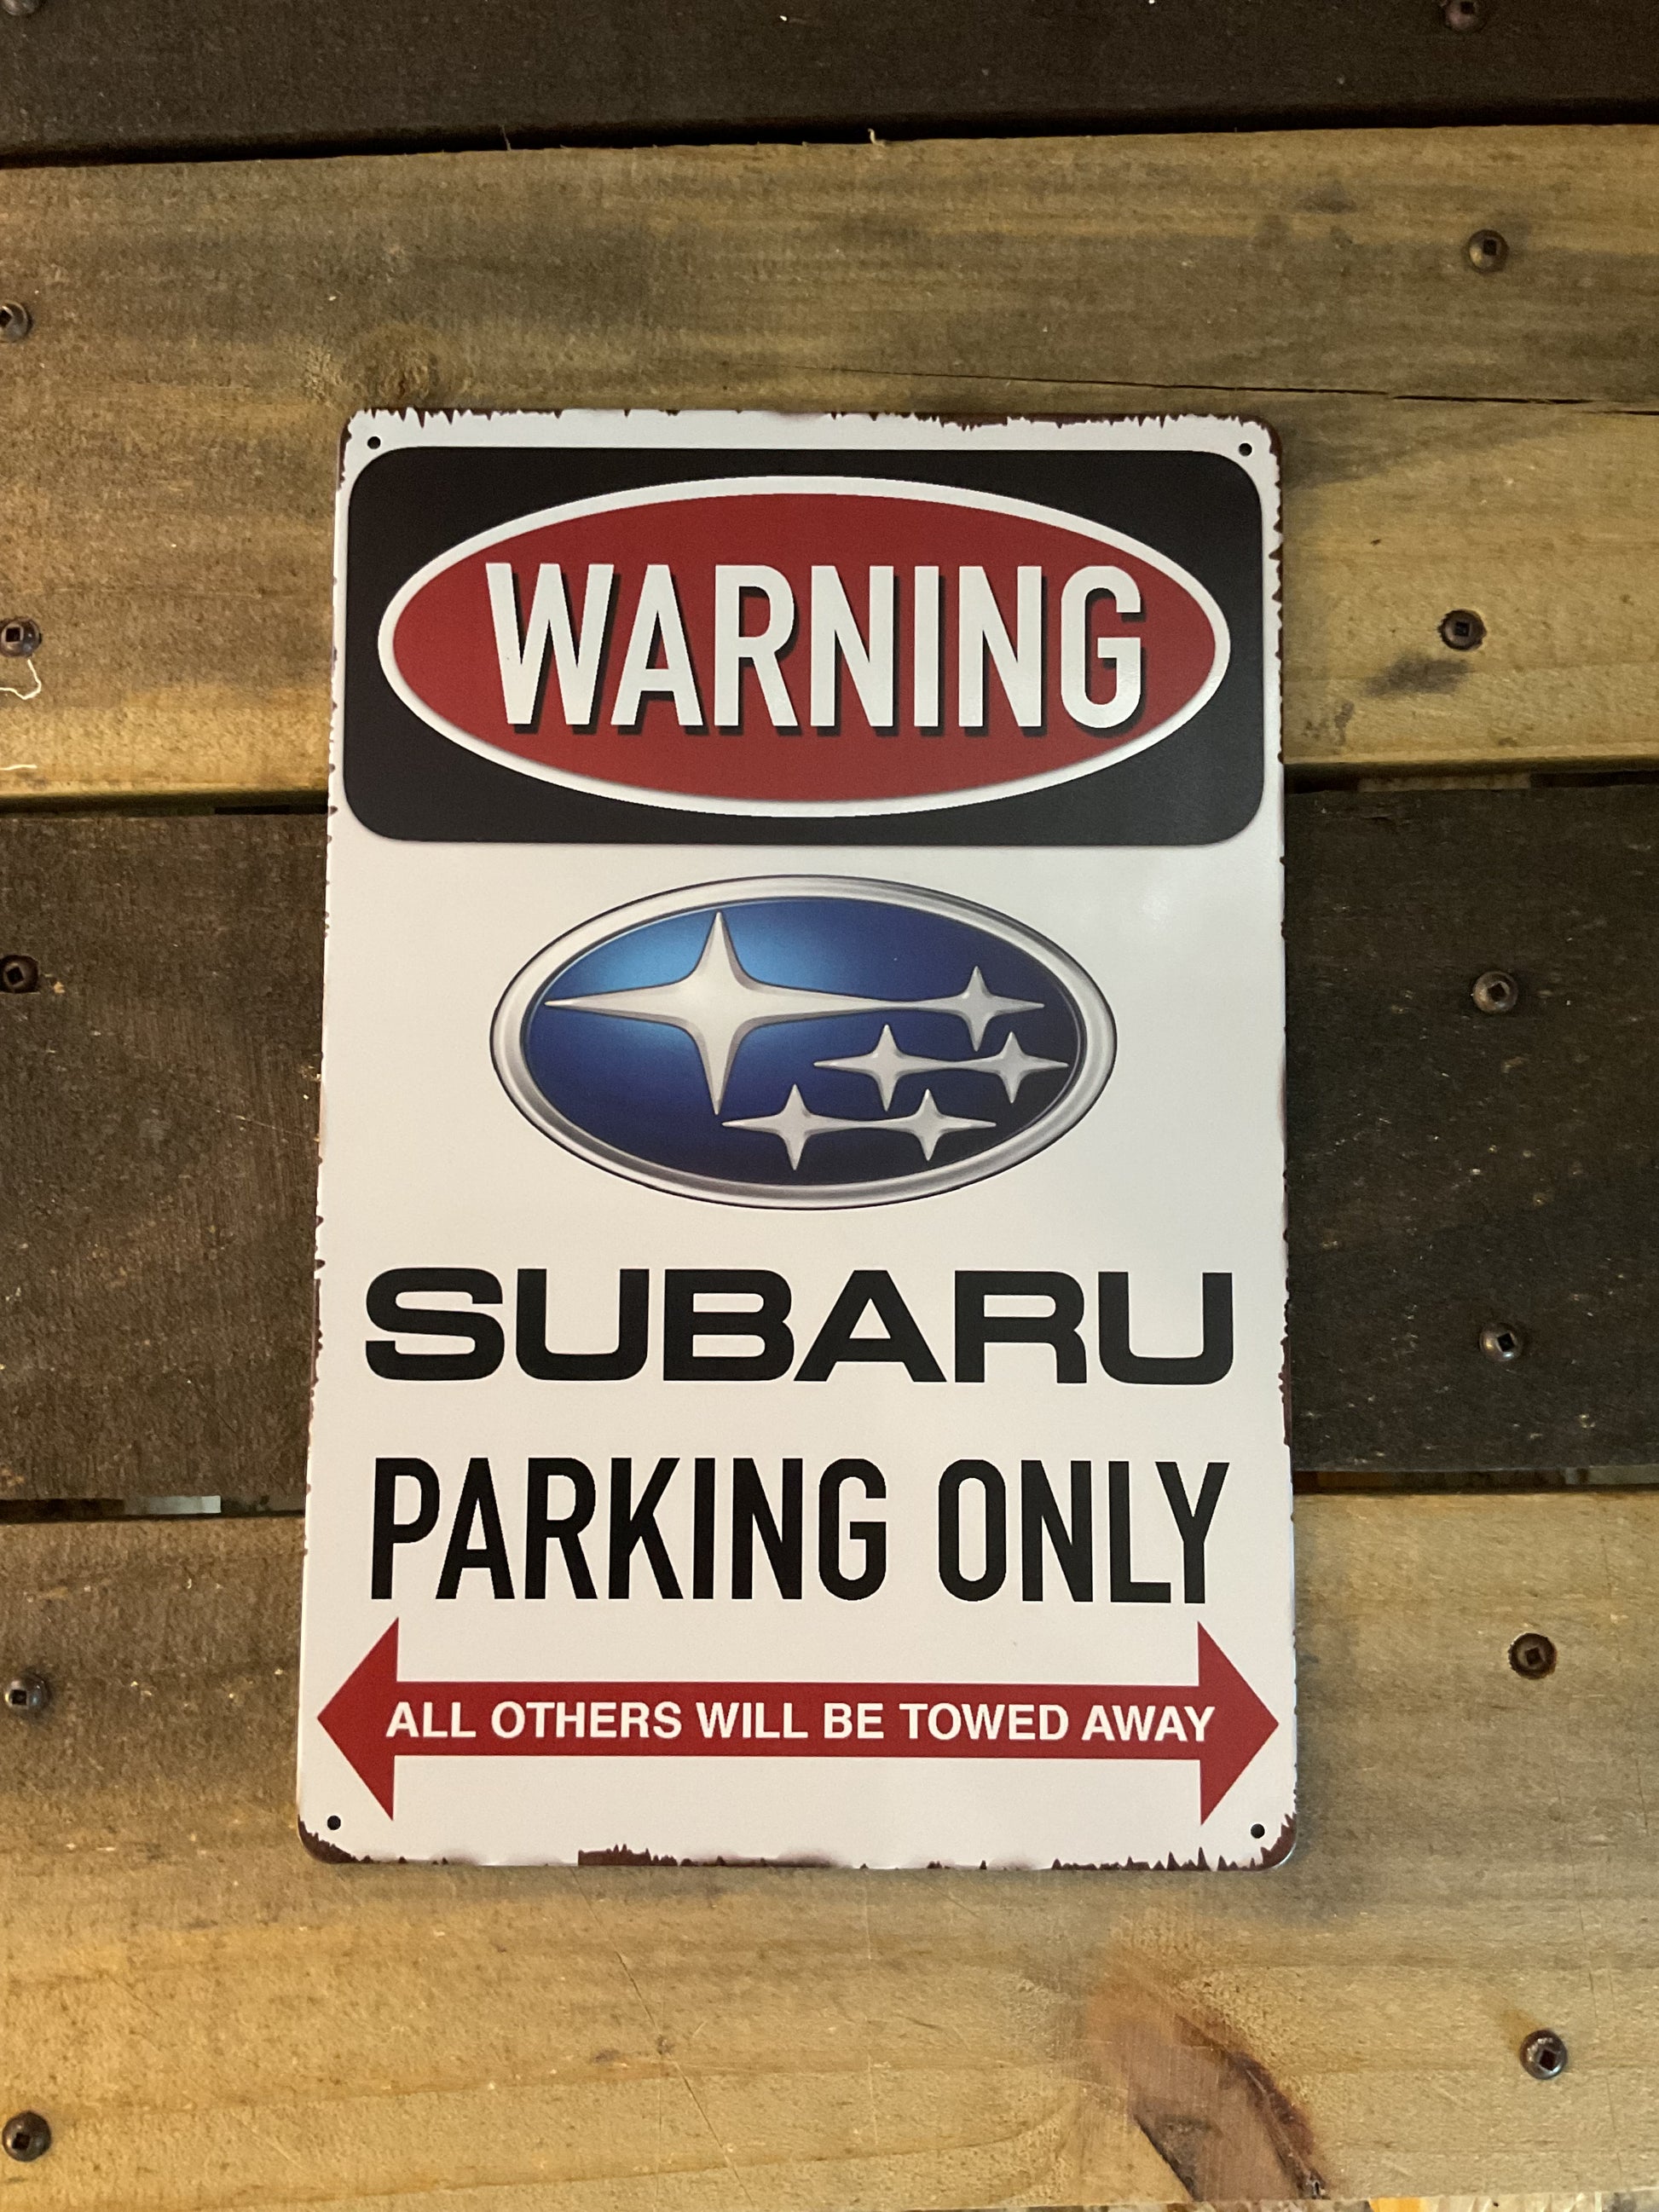 WARNING
SUBARU
PARKING ONLY
ALL OTHERS WILL BE TOWED AWAY